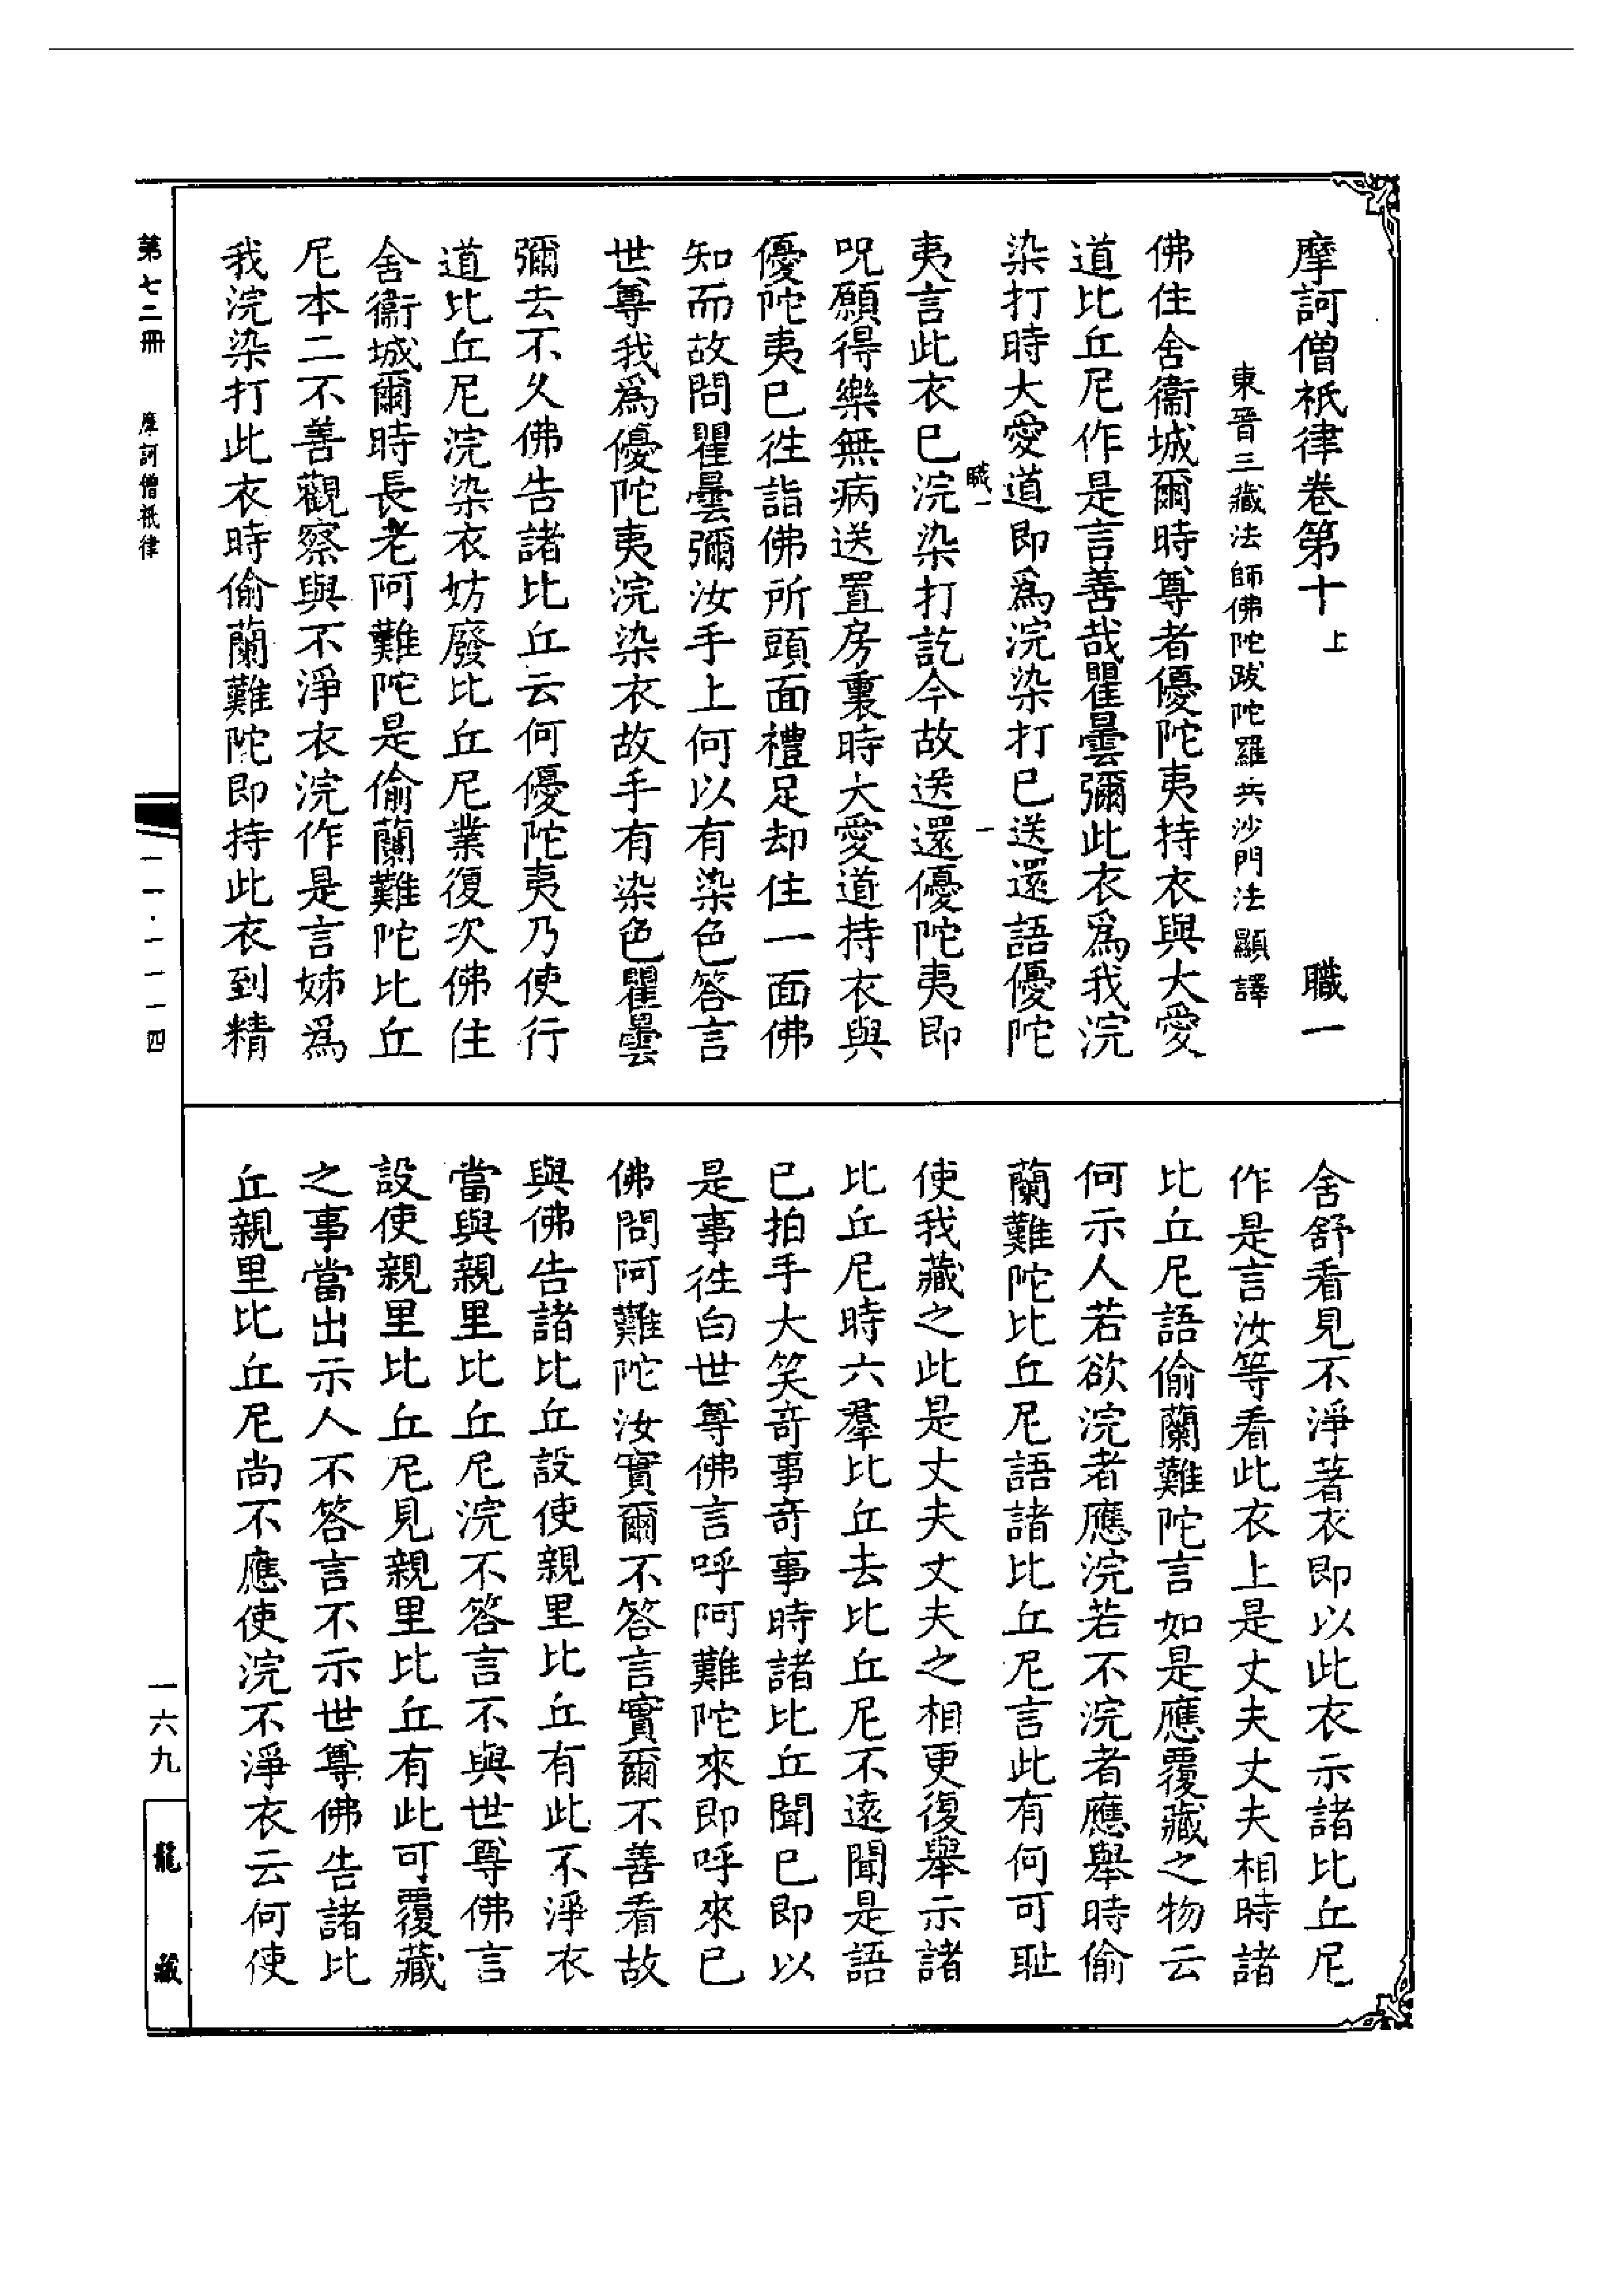 摩訶僧祇律卷第十上 職一
東晉三藏法師佛陀跋陀羅共沙門法顯譯
佛住舍衞城爾時尊者優陀夷持衣與大愛
道比丘尼作是言善哉瞿曇彌此衣爲我浣
染打時大愛道即爲浣染打已送還語優陀
職一 一
夷言此衣已浣染打訖今故送還優陀夷即
呪願得樂無病送置房裏時大愛道持衣與
優陀夷已徃詣佛所頭面禮足却住一面佛
知而故問瞿曇彌汝手上何以有染色答言
世尊我爲優陀夷浣染衣故手有染色瞿曇
彌去不久佛告諸比丘云何優陀夷乃使行
道比丘尼浣染衣妨廢比丘尼業復次佛住
舍衞城爾時長老阿難陀是偷蘭難陀比丘
尼本二不善觀察與不淨衣浣作是言姊爲
我浣染打此衣時偷蘭難陀即持此衣到精
舍舒看見不淨著衣即以此衣示諸比丘尼
作是言汝等看此衣上是丈夫丈夫相時諸
比丘尼語偷蘭難陀言如是應覆藏之物云
何示人若欲浣者應浣若不浣者應舉時偷
蘭難陀比丘尼語諸比丘尼言此有何可耻
使我藏之此是丈夫丈夫之相更復舉示諸
比丘尼時六羣比丘去比丘尼不遠聞是語
已拍手大笑奇事奇事時諸比丘聞已即以
是事徃白世尊佛言呼阿難陀來即呼來已
佛問阿難陀汝實爾不答言實爾不善看故
與佛告諸比丘設使親里比丘有此不淨衣
當與親里比丘尼浣不答言不與世尊佛言
設使親里比丘尼見親里比丘有此可覆藏
之事當出示人不答言不示世尊佛告諸比
丘親里比丘尼尚不應使浣不淨衣云何使
第七二冊 摩訶僧祇律
一一·一一一四
一六九
龍藏